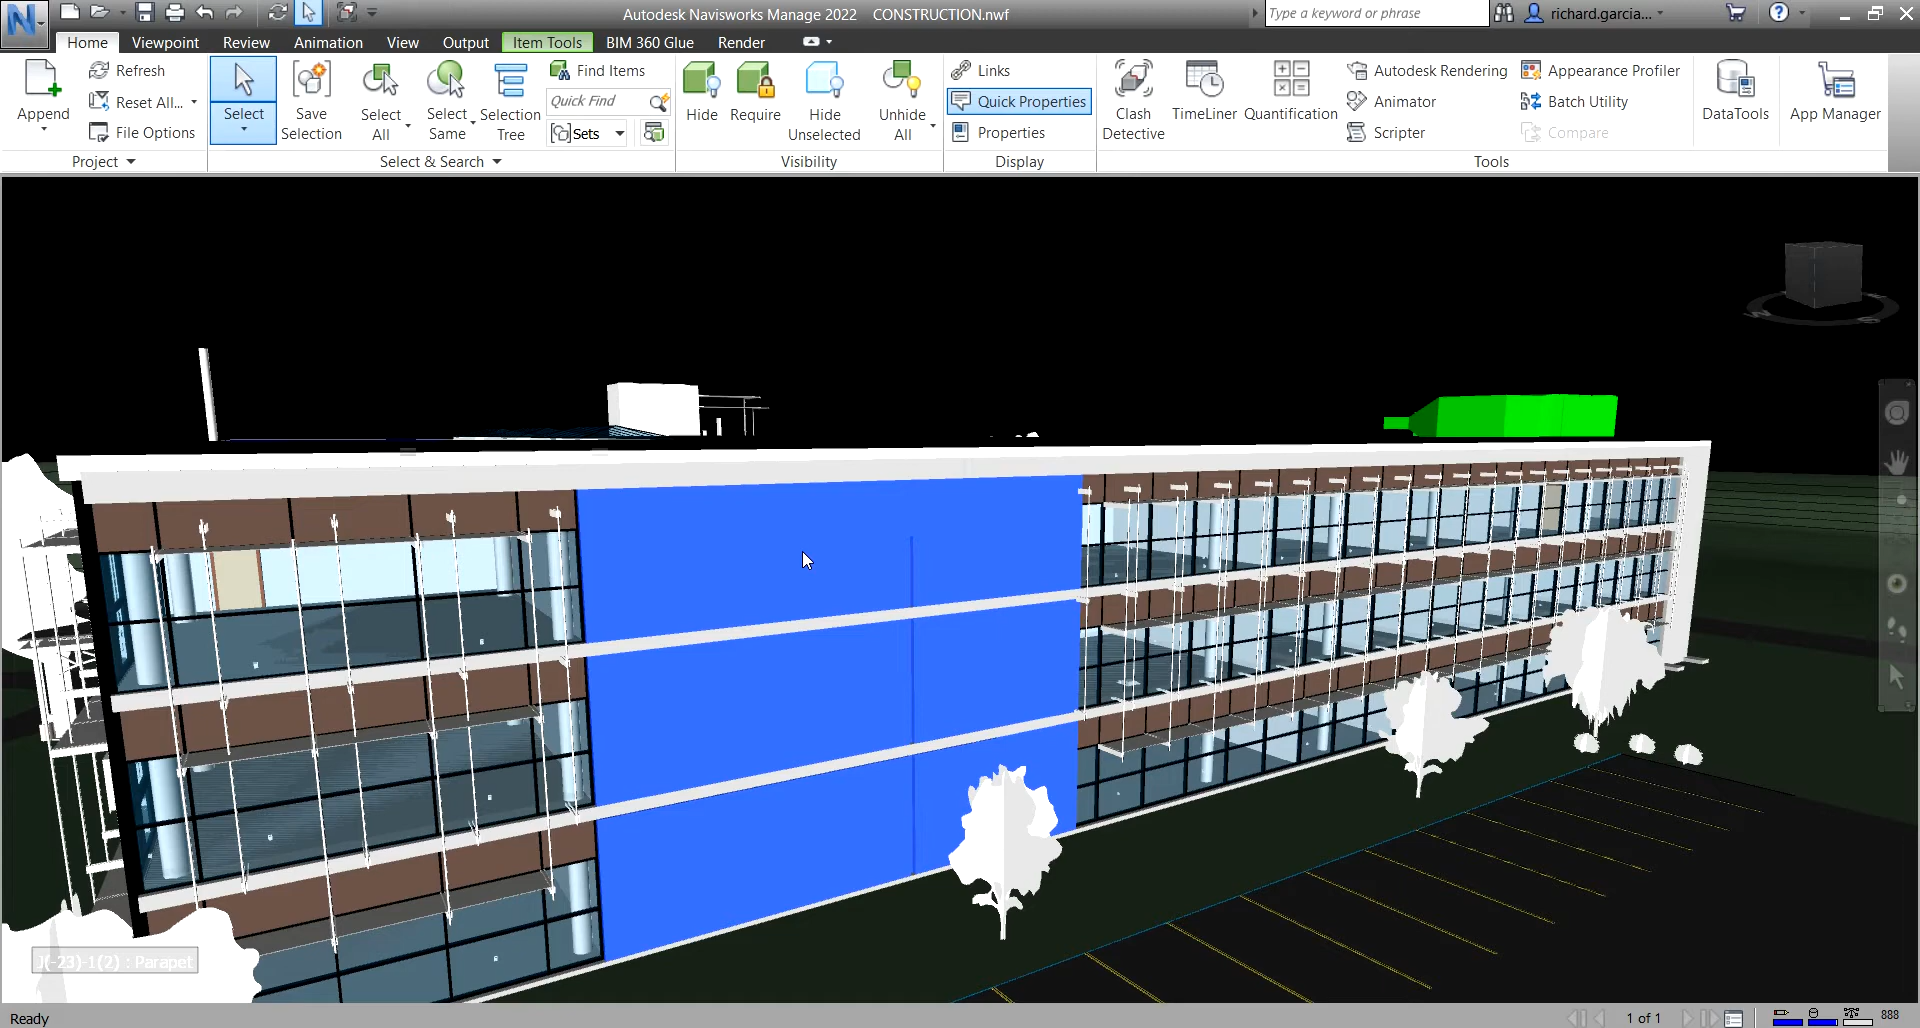 Autodesk Navisworks Manage 2022 CONSTRUCTION.nwf
Type a keyword or phrase
richard.garcia...
Home Viewpoint Review Animation View Output Item Tools BIM 360 Glue Render
Append
Refresh
Reset All...
File Options
Project
Select
Save Selection
Select All
Select Same
Selection Tree
Find Items
Quick Find
Sets
Select & Search
Hide
Require
Hide Unselected
Unhide All
Visibility
Links
Quick Properties
Properties
Display
Clash Detective
TimeLiner
Quantification
Autodesk Rendering
Animator
Scripter
Appearance Profiler
Batch Utility
Compare
Tools
DataTools
App Manager
J(-23)-1(2) : Parapet
Ready
1 of 1
888